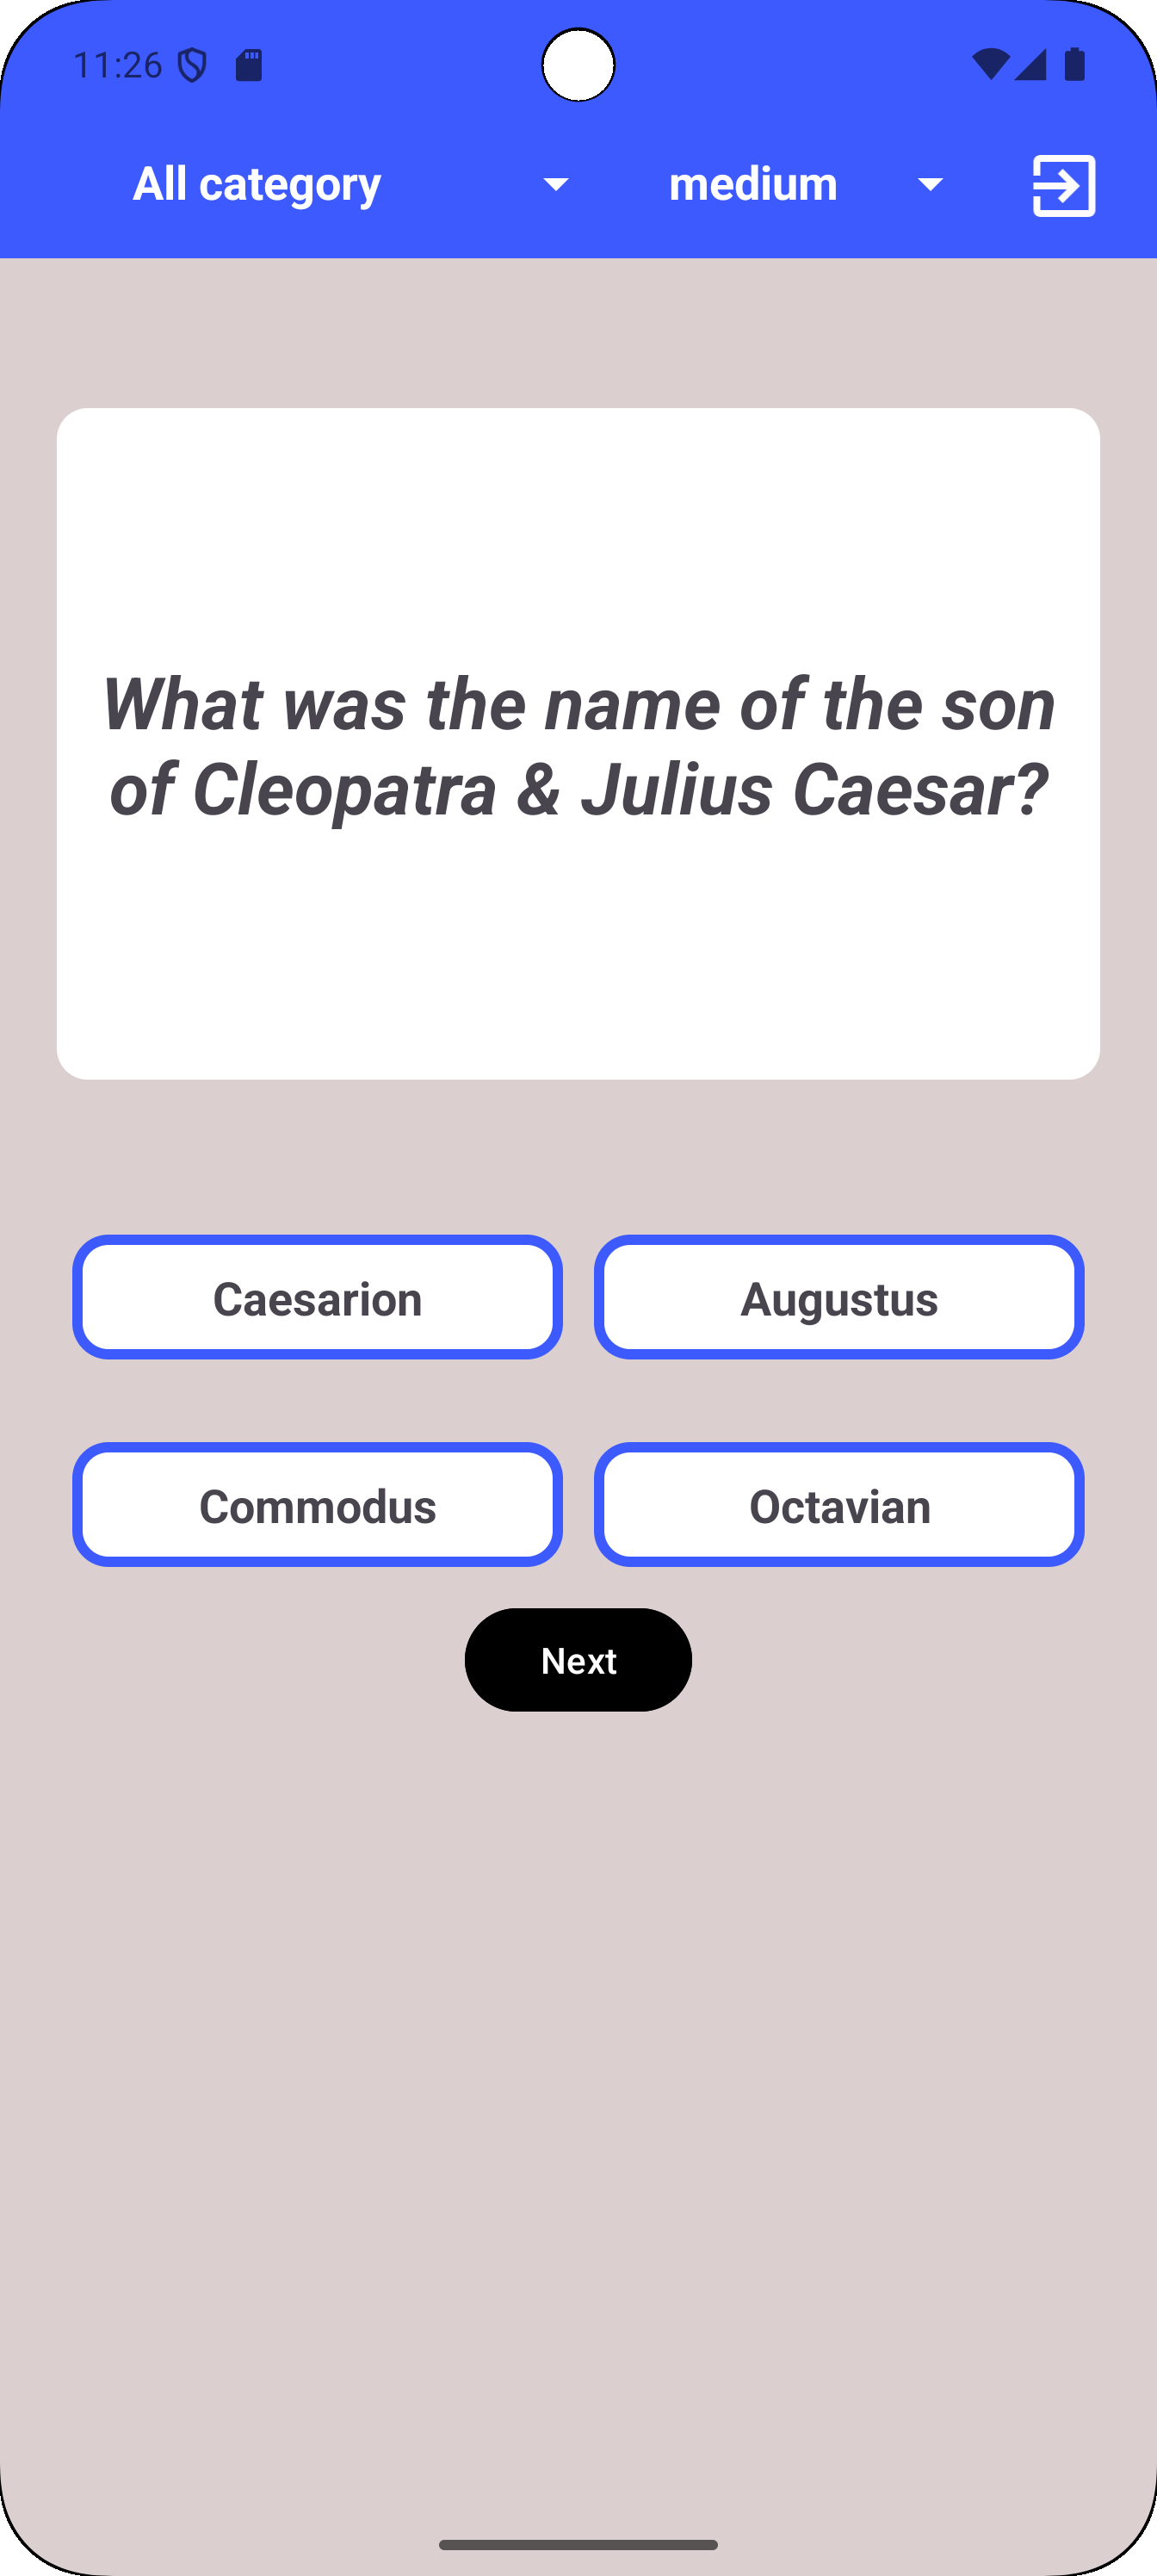 11:26
All category
medium
What was the name of the son
of Cleopatra & Julius Caesar?
Caesarion
Augustus
Commodus
Octavian
Next